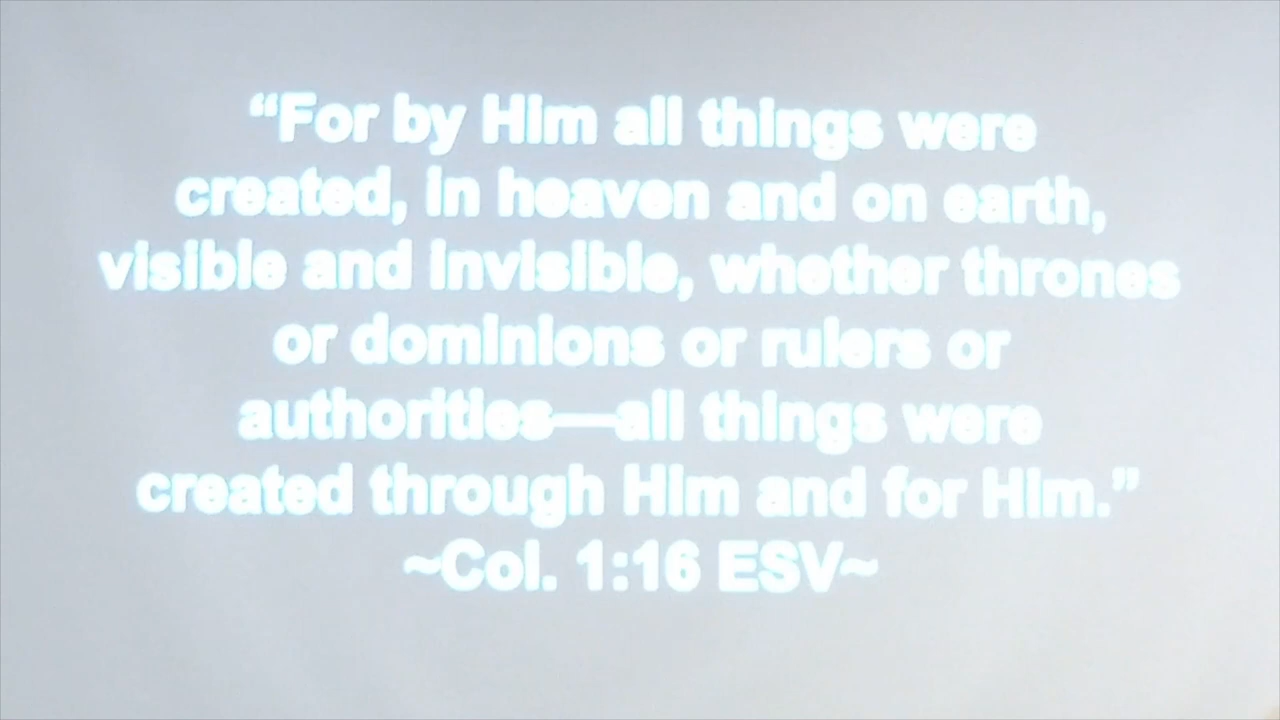 “For by Him all things were
created, in heaven and on earth,
visible and invisible, whether thrones
or dominions or rulers or
authorities—all things were
created through Him and for Him.”
~Col. 1:16 ESV~